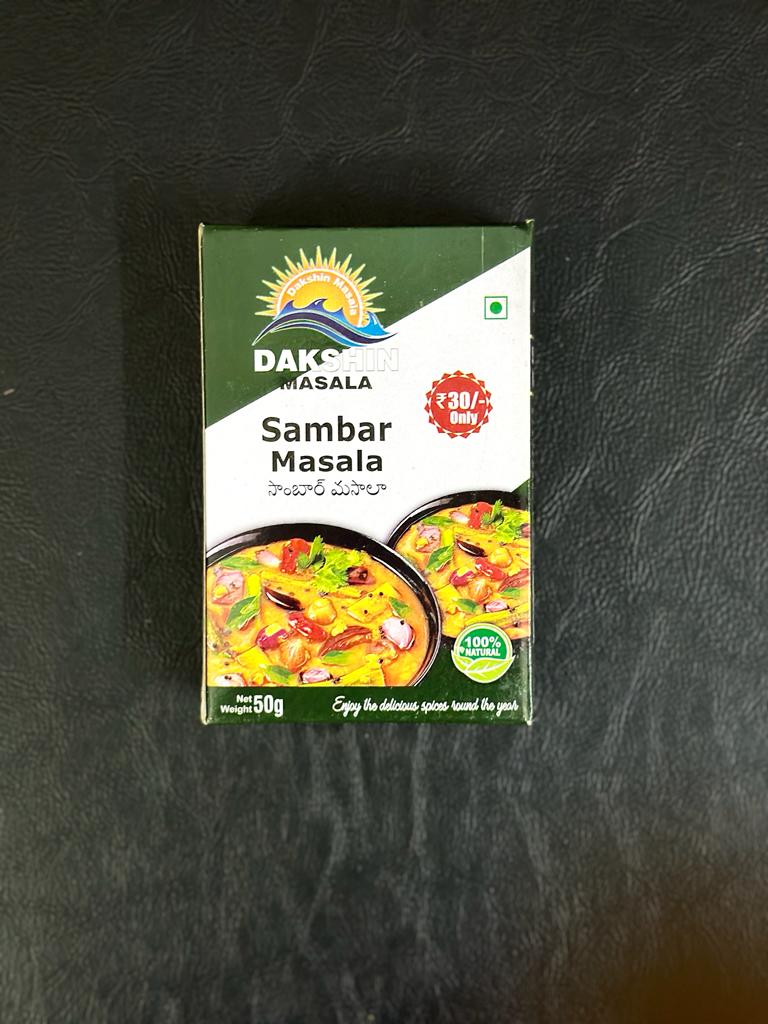 Dakshin Masala
DAKSHIN
MASALA
₹30/-
Only
Sambar
Masala
సాంబార్ మసాలా
100%
NATURAL
Net
Weight 50g
Enjoy the delicious spices round the year